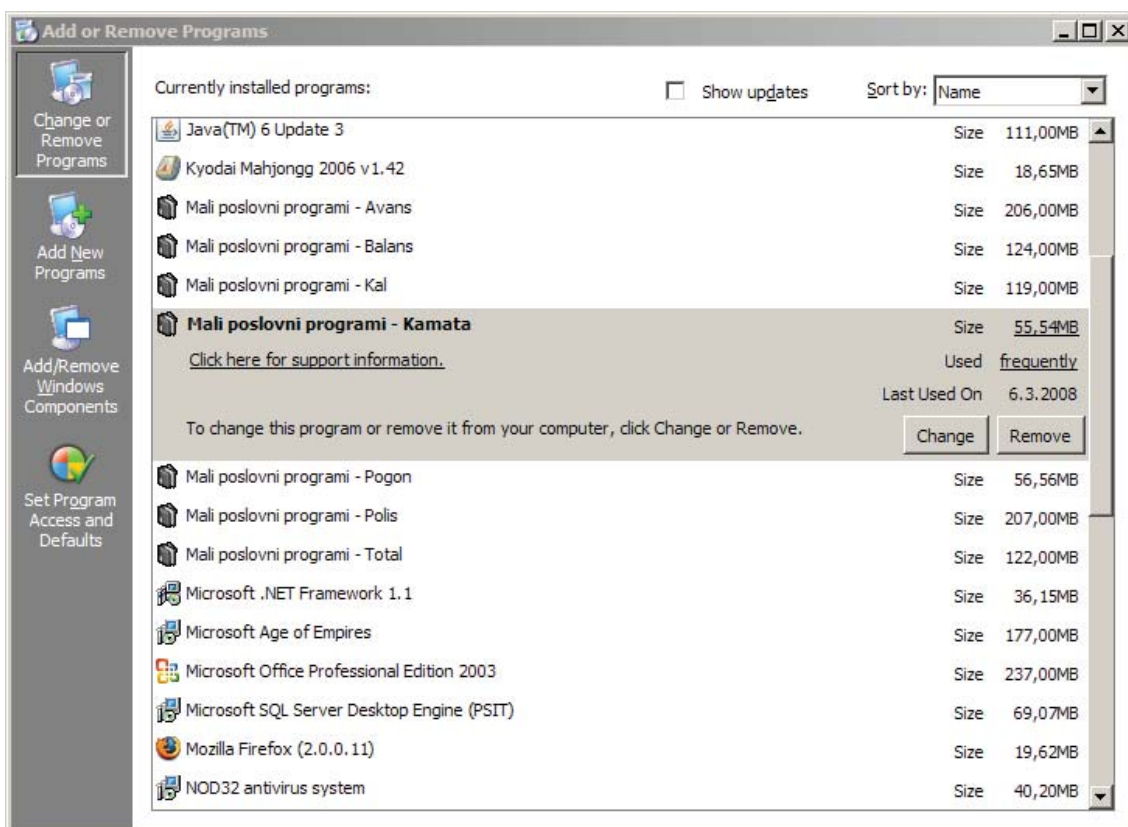 Add or Remove Programs
Change or
Remove
Programs
Add New
Programs
Add/Remove
Windows
Components
Set Program
Access and
Defaults
Currently installed programs:
Show updates
Sort by: Name
Java(TM) 6 Update 3 Size 111,00MB
Kyodai Mahjongg 2006 v1.42 Size 18,65MB
Mali poslovni programi - Avans Size 206,00MB
Mali poslovni programi - Balans Size 124,00MB
Mali poslovni programi - Kal Size 119,00MB
Mali poslovni programi - Kamata Size 55,54MB
Click here for support information. Used frequently
Last Used On 6.3.2008
To change this program or remove it from your computer, click Change or Remove. Change Remove
Mali poslovni programi - Pogon Size 56,56MB
Mali poslovni programi - Polis Size 207,00MB
Mali poslovni programi - Total Size 122,00MB
Microsoft .NET Framework 1.1 Size 36,15MB
Microsoft Age of Empires Size 177,00MB
Microsoft Office Professional Edition 2003 Size 237,00MB
Microsoft SQL Server Desktop Engine (PSIT) Size 69,07MB
Mozilla Firefox (2.0.0.11) Size 19,62MB
NOD32 antivirus system Size 40,20MB